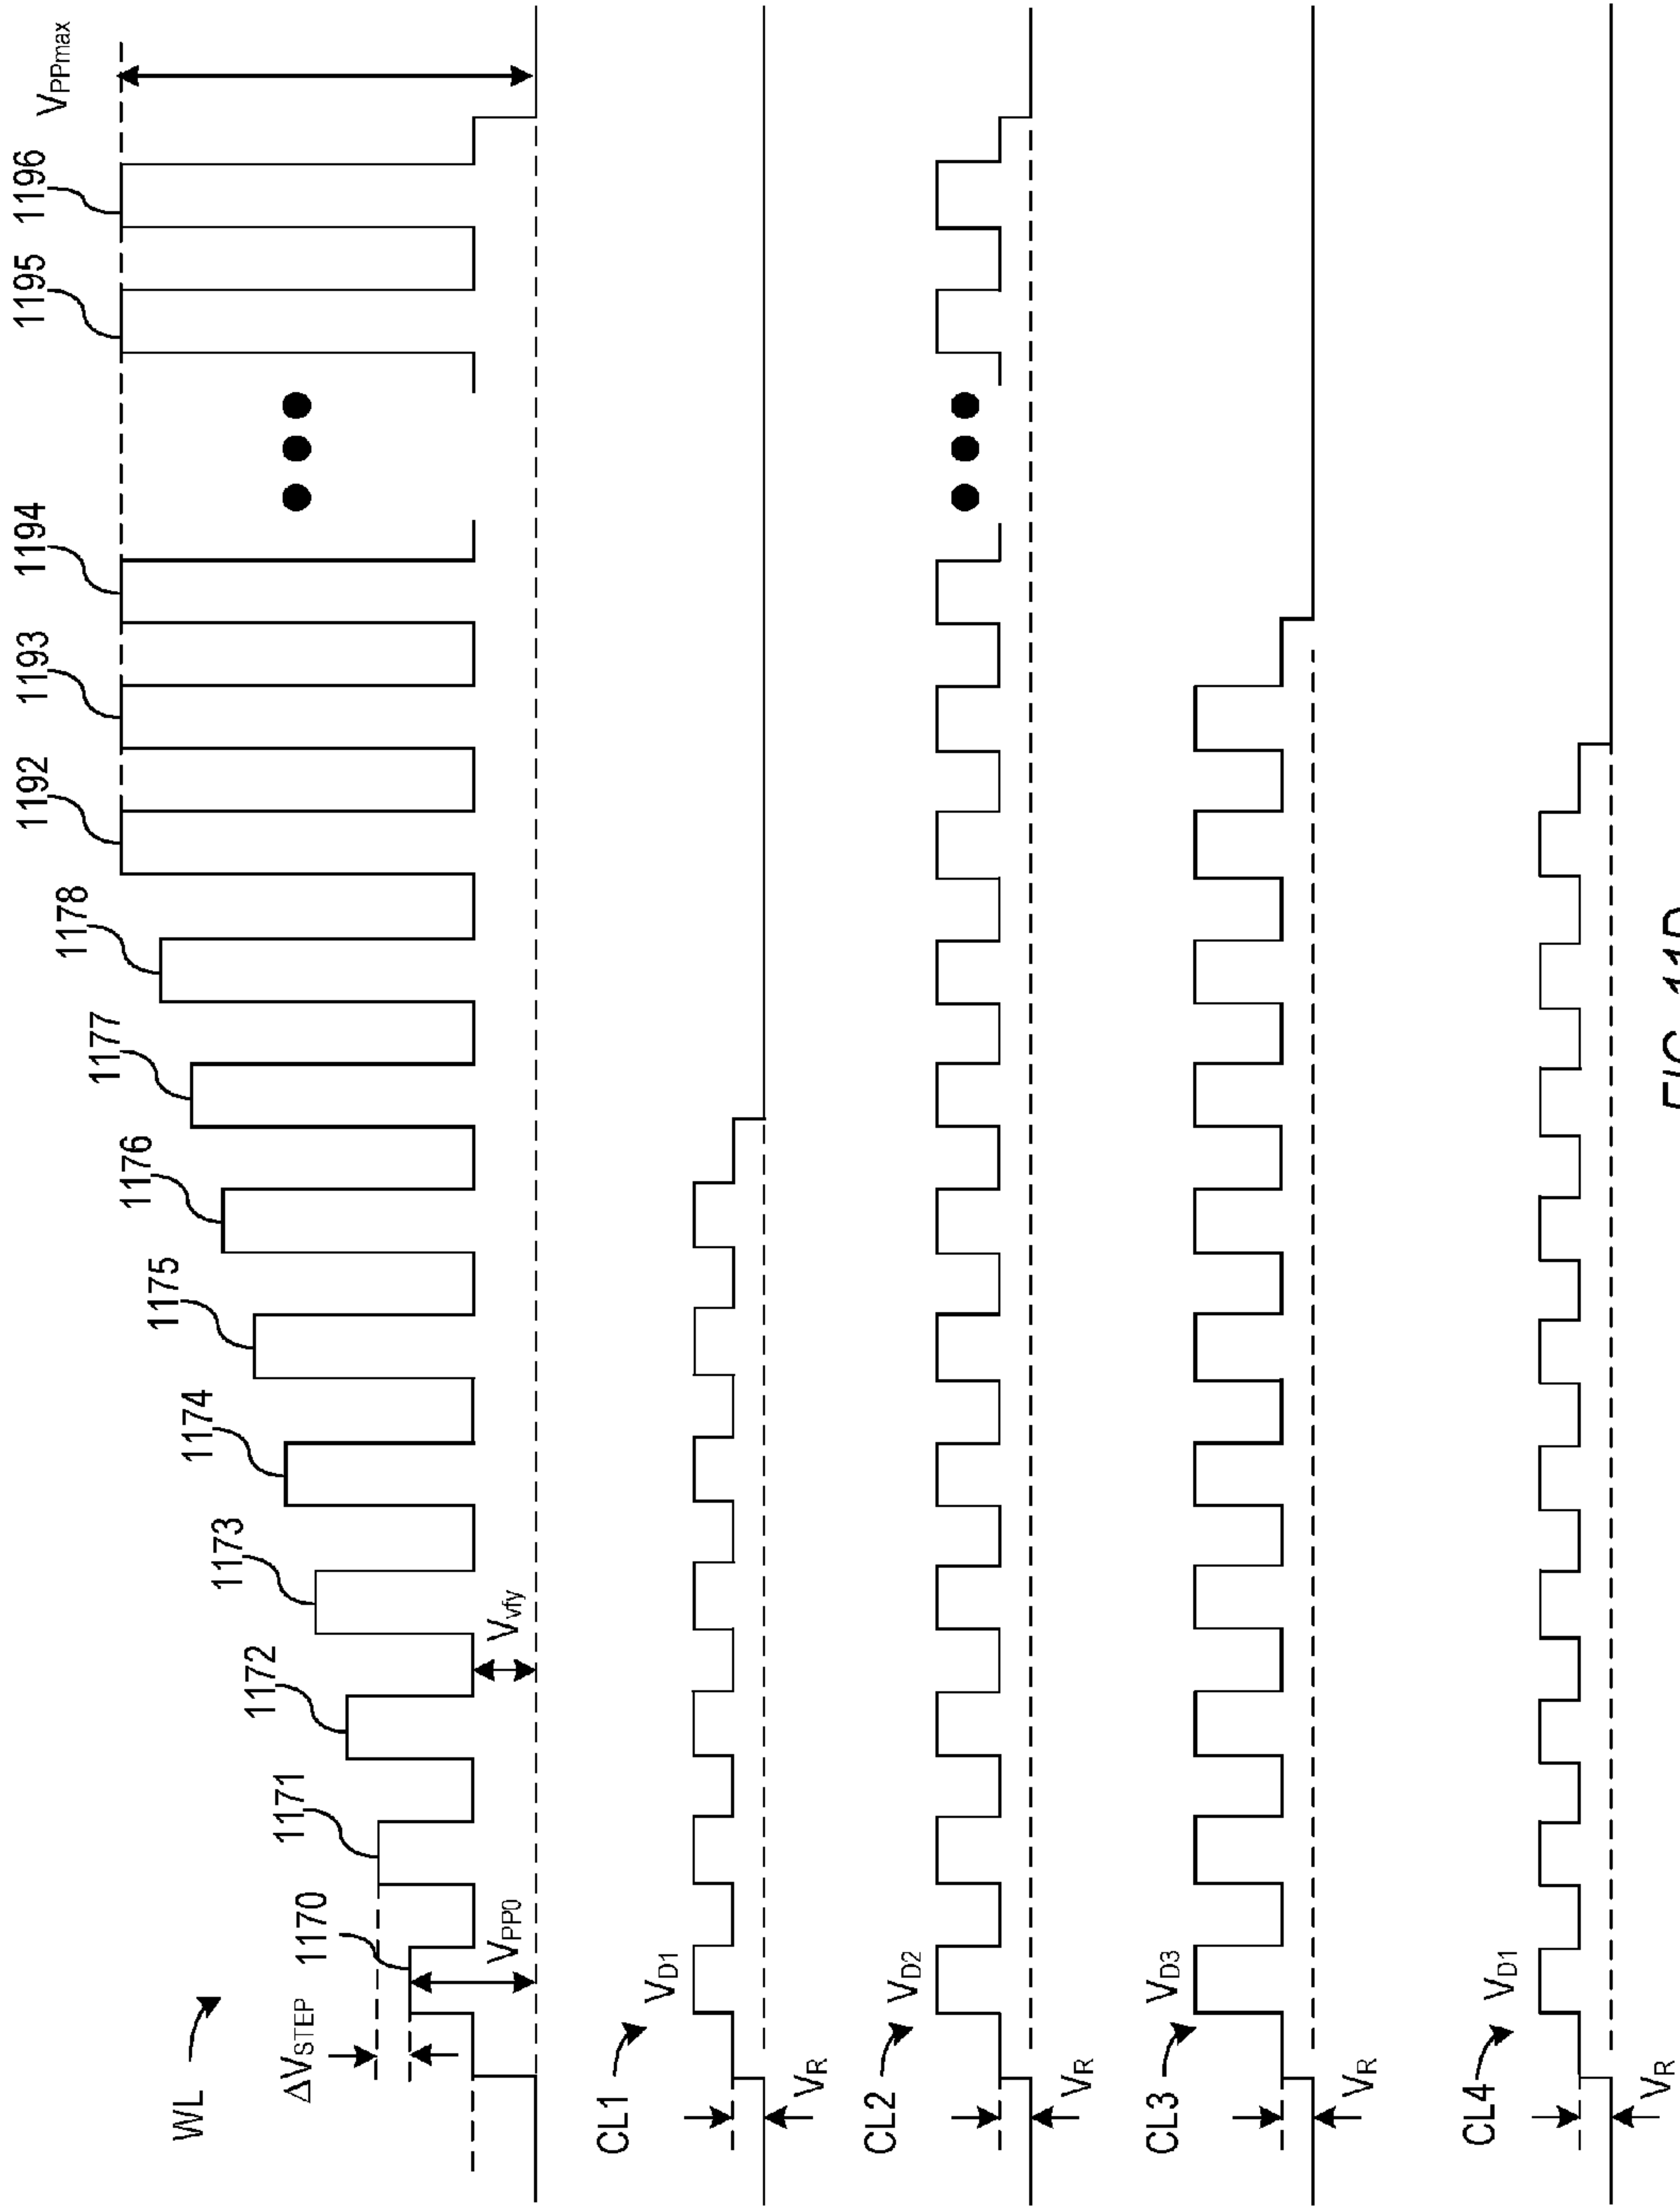 WL
ΔVSTEP
1170
1171
1172
1173
1174
1175
1176
1177
1178
1192
1193
1194
1195
1196
VPP0
Vvfy
VPPmax
CL1
VD1
VR
CL2
VD2
VR
CL3
VD3
VR
CL4
VD1
VR